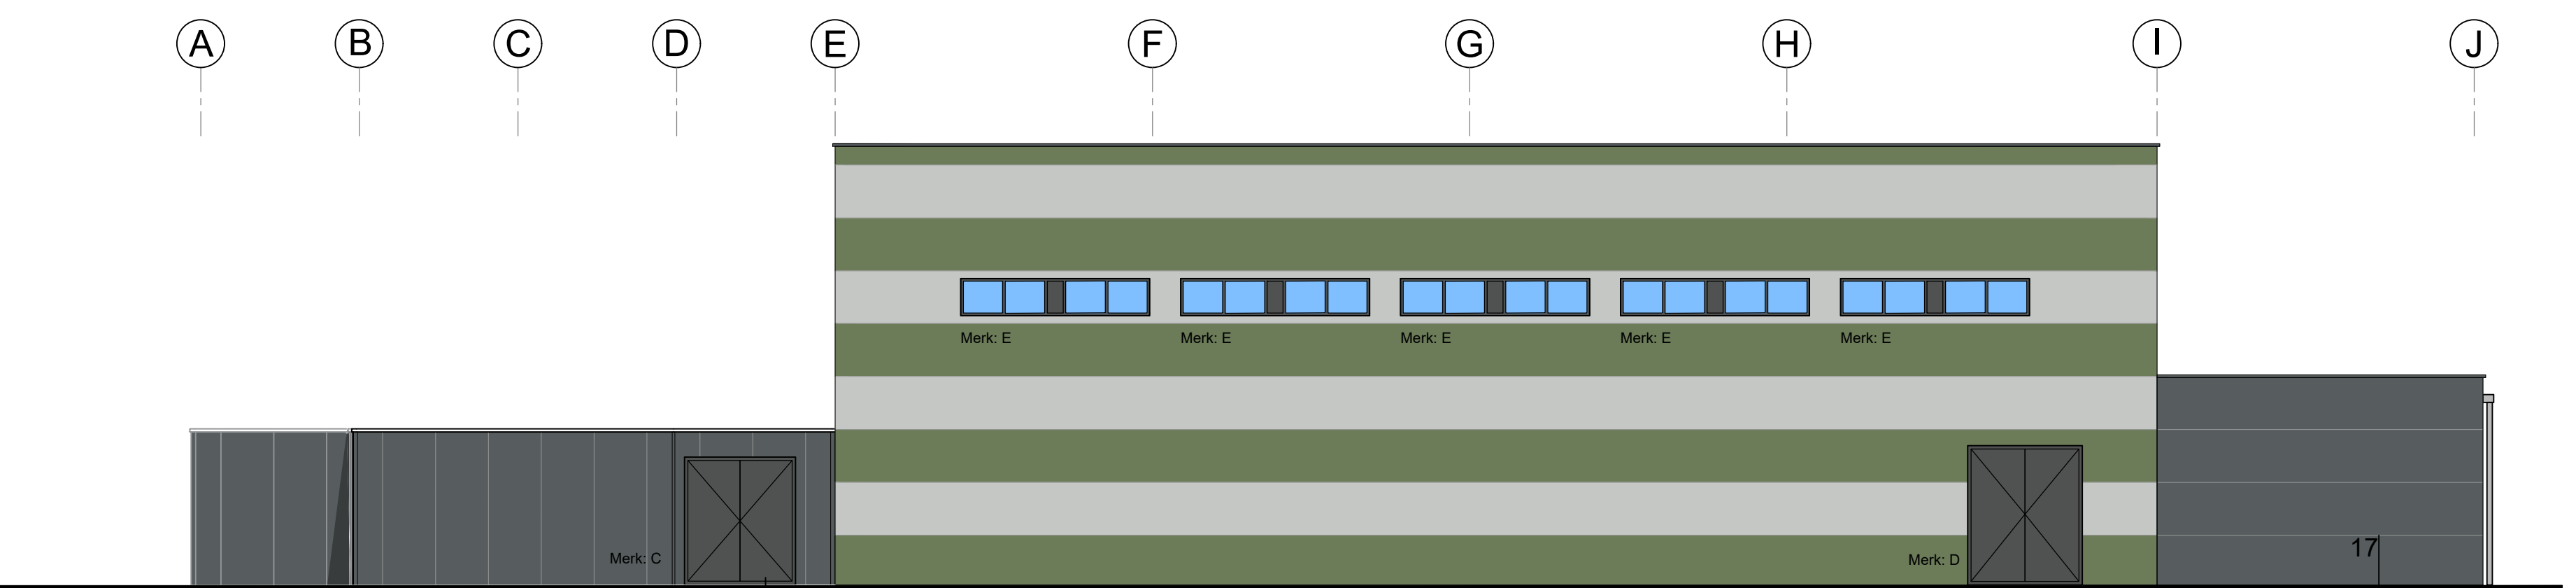 A B C D E F G H I J
Merk: E Merk: E Merk: E Merk: E Merk: E
17
Merk: C Merk: D